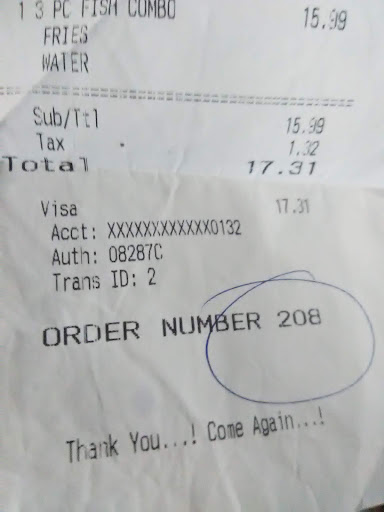 1 3 PC FISH COMBO 15.99
FRIES
WATER
Sub/Ttl 15.99
Tax 1.32
Total 17.31
Visa 17.31
Acct: XXXXXXXXXXXX0132
Auth: 08287C
Trans ID: 2
ORDER NUMBER 208
Thank You...! Come Again...!